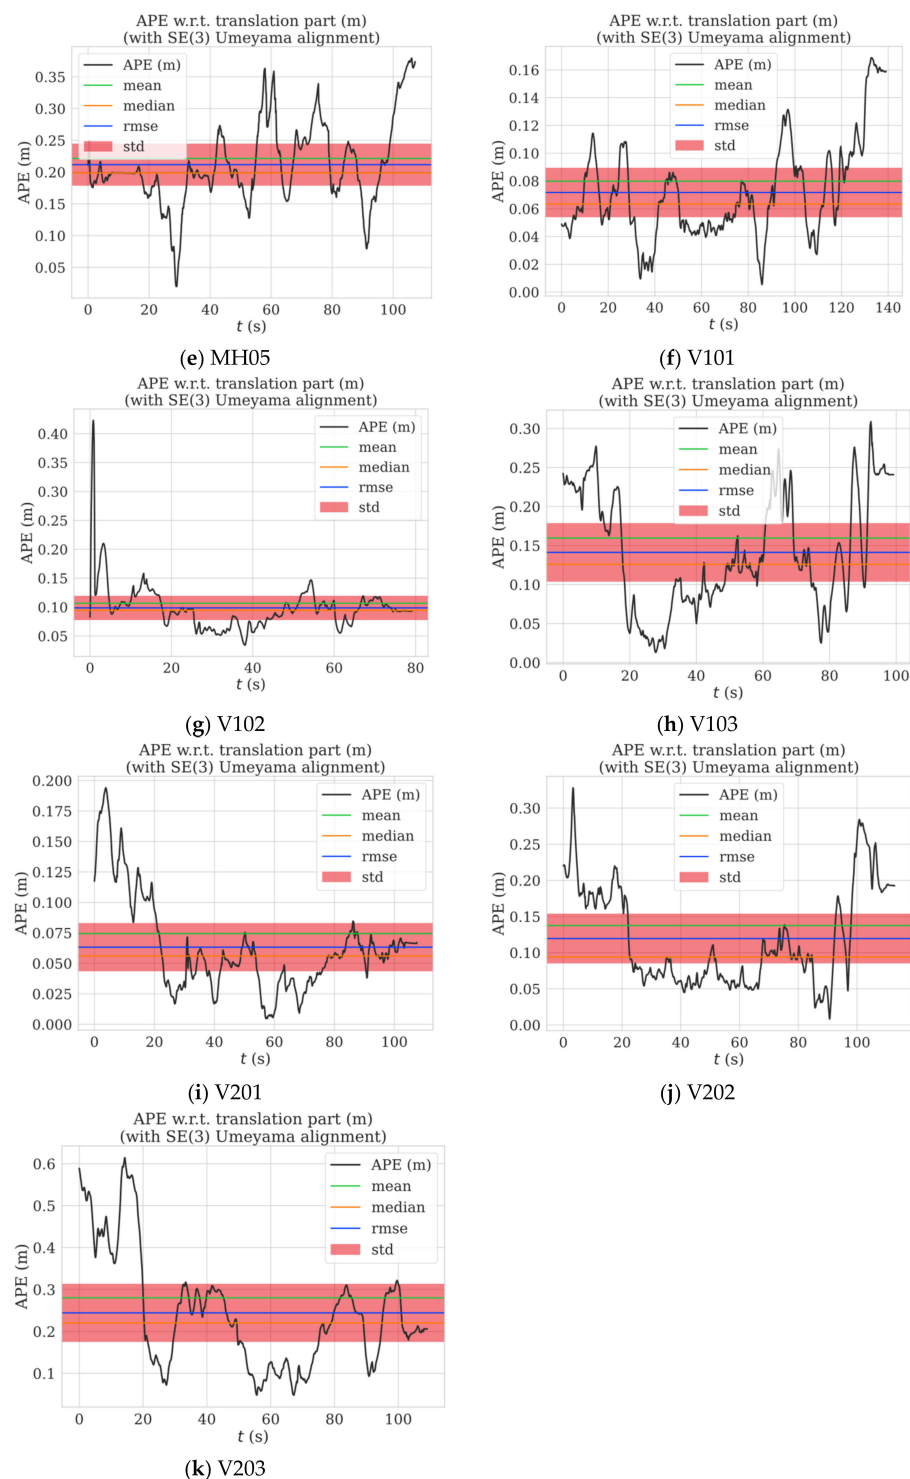 APE w.r.t. translation part (m)
(with SE(3) Umeyama alignment)
APE (m)
0.35
0.30
0.25
0.20
0.15
0.10
0.05
APE (m)
mean
median
rmse
std
0 20 40 60 80 100
t (s)
(e) MH05
APE w.r.t. translation part (m)
(with SE(3) Umeyama alignment)
APE (m)
0.16
0.14
0.12
0.10
0.08
0.06
0.04
0.02
0.00
APE (m)
mean
median
rmse
std
0 20 40 60 80 100 120 140
t (s)
(f) V101
APE w.r.t. translation part (m)
(with SE(3) Umeyama alignment)
APE (m)
0.40
0.35
0.30
0.25
0.20
0.15
0.10
0.05
APE (m)
mean
median
rmse
std
0 20 40 60 80
t (s)
(g) V102
APE w.r.t. translation part (m)
(with SE(3) Umeyama alignment)
APE (m)
0.30
0.25
0.20
0.15
0.10
0.05
0.00
APE (m)
mean
median
rmse
std
0 20 40 60 80 100
t (s)
(h) V103
APE w.r.t. translation part (m)
(with SE(3) Umeyama alignment)
APE (m)
0.200
0.175
0.150
0.125
0.100
0.075
0.050
0.025
0.000
APE (m)
mean
median
rmse
std
0 20 40 60 80 100
t (s)
(i) V201
APE w.r.t. translation part (m)
(with SE(3) Umeyama alignment)
APE (m)
0.30
0.25
0.20
0.15
0.10
0.05
0.00
APE (m)
mean
median
rmse
std
0 20 40 60 80 100
t (s)
(j) V202
APE w.r.t. translation part (m)
(with SE(3) Umeyama alignment)
APE (m)
0.6
0.5
0.4
0.3
0.2
0.1
APE (m)
mean
median
rmse
std
0 20 40 60 80 100
t (s)
(k) V203